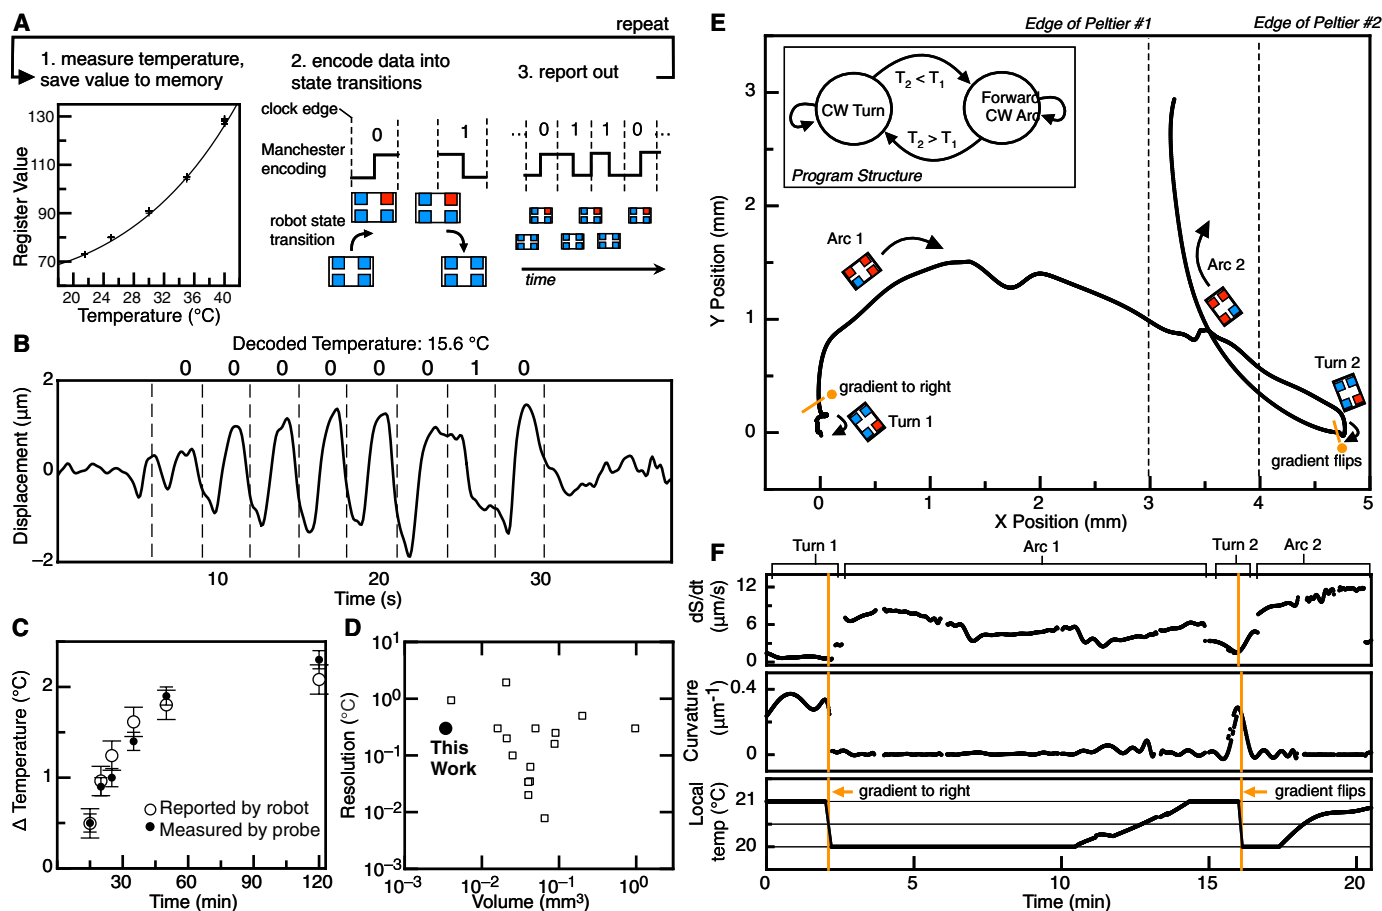 A
repeat
1. measure temperature,
save value to memory
130
110
90
70
Register Value
20 24 28 32 36 40
Temperature (°C)
2. encode data into
state transitions
clock edge
0 1
Manchester
encoding
robot state
transition
3. report out
... 0 1 1 0 ...
time
B
Decoded Temperature: 15.6 °C
0 0 0 0 0 0 1 0
2
0
−2
Displacement (μm)
10 20 30
Time (s)
C
2
1
0
Δ Temperature (°C)
Reported by robot
Measured by probe
30 60 90 120
Time (min)
D
10¹
10⁰
10⁻¹
10⁻²
10⁻³
Resolution (°C)
This
Work
10⁻³ 10⁻² 10⁻¹ 10⁰
Volume (mm³)
E
Edge of Peltier #1
Edge of Peltier #2
CW Turn
T₂ < T₁
Forward
CW Arc
T₂ > T₁
Program Structure
3
2
1
0
Y Position (mm)
Arc 1
Arc 2
gradient to right
Turn 1
Turn 2
gradient flips
0 1 2 3 4 5
X Position (mm)
F
Turn 1 Arc 1 Turn 2 Arc 2
12
6
0
dS/dt
(μm/s)
0.4
0
Curvature
(μm⁻¹)
21
20
Local
temp (°C)
gradient to right
gradient flips
0 5 10 15 20
Time (min)